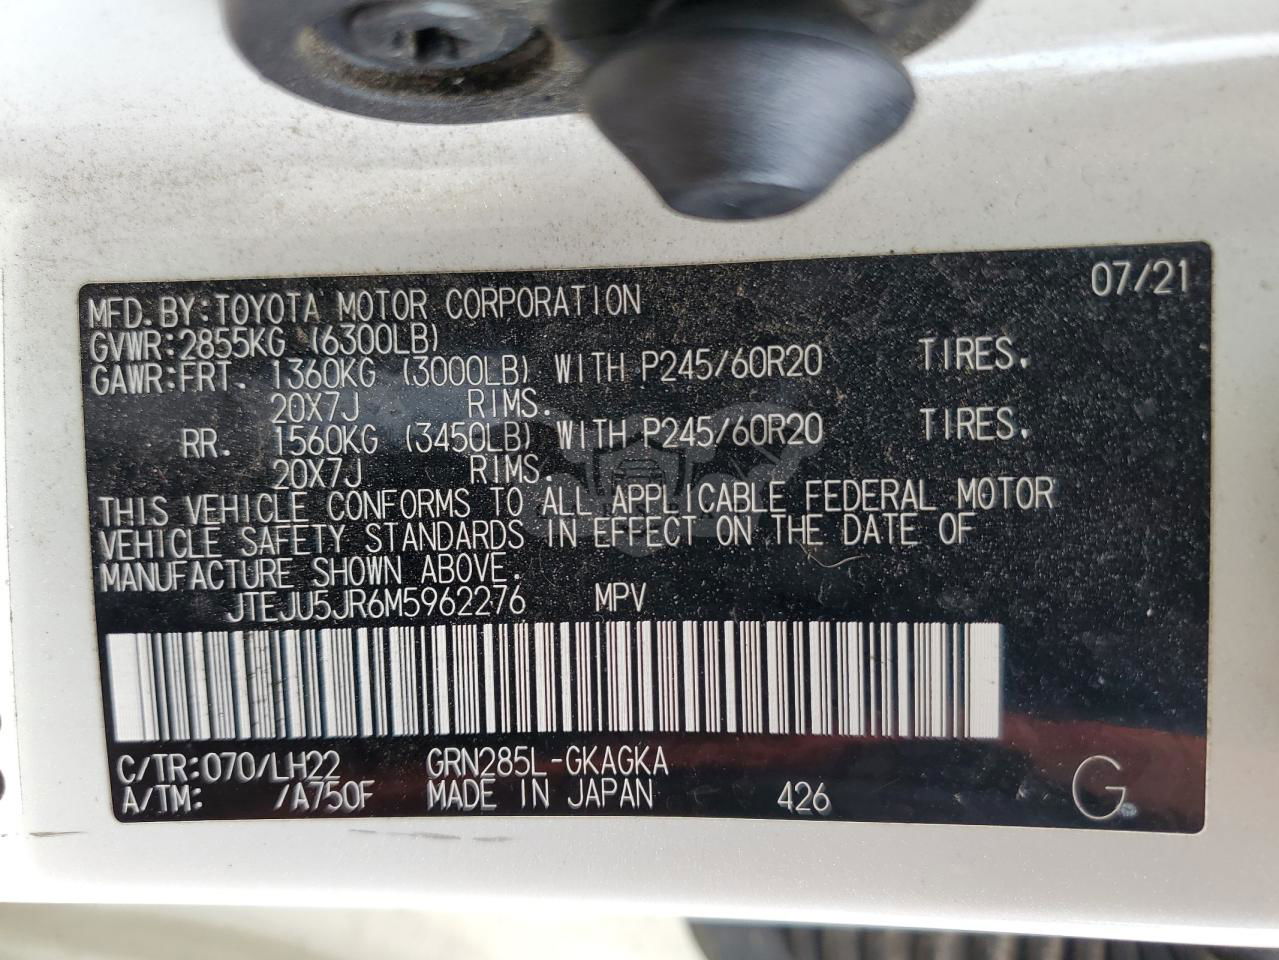 07/21
MFD. BY: TOYOTA MOTOR CORPORATION
GVWR: 2855KG (6300LB)
GAWR: FRT. 1360KG (3000LB) WITH P245/60R20 TIRES.
20X7J RIMS.
RR. 1560KG (3450LB) WITH P245/60R20 TIRES.
20X7J RIMS.
THIS VEHICLE CONFORMS TO ALL APPLICABLE FEDERAL MOTOR
VEHICLE SAFETY STANDARDS IN EFFECT ON THE DATE OF
MANUFACTURE SHOWN ABOVE.
JTEJU5JR6M5962276 MPV
C/TR: 070/LH22 GRN285L-GKAGKA
A/TM: /A750F MADE IN JAPAN 426 G